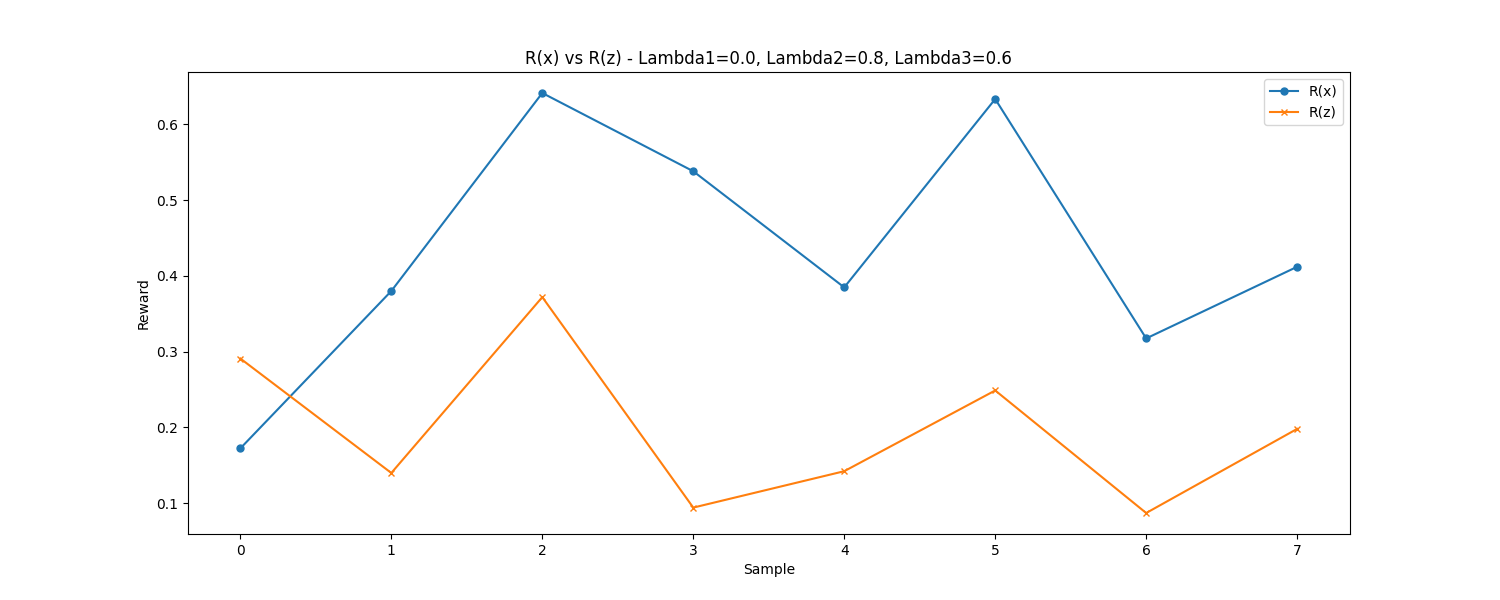 R(x) vs R(z) - Lambda1=0.0, Lambda2=0.8, Lambda3=0.6
R(x)
R(z)
0.6
0.5
0.4
0.3
0.2
0.1
Reward
0 1 2 3 4 5 6 7
Sample